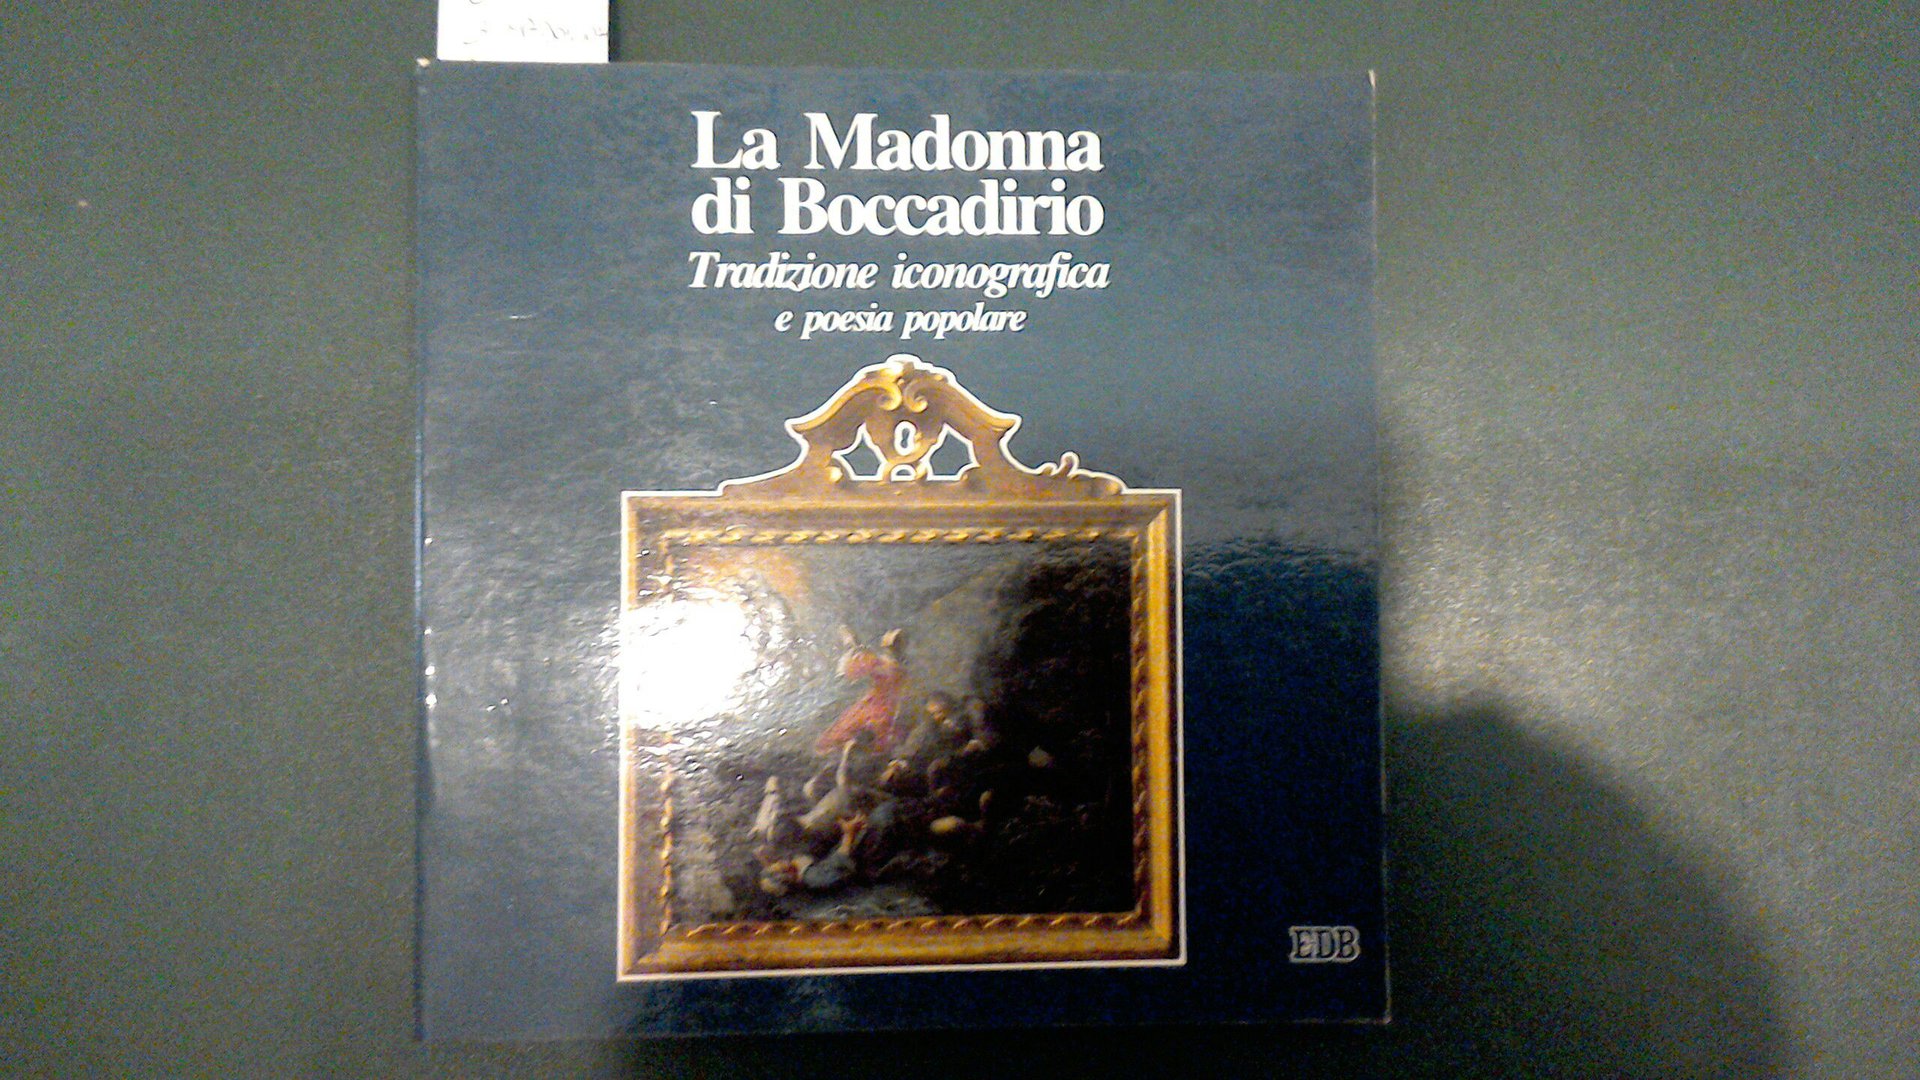 La Madonna
di Boccadirio
Tradizione iconografica
e poesia popolare
EDB